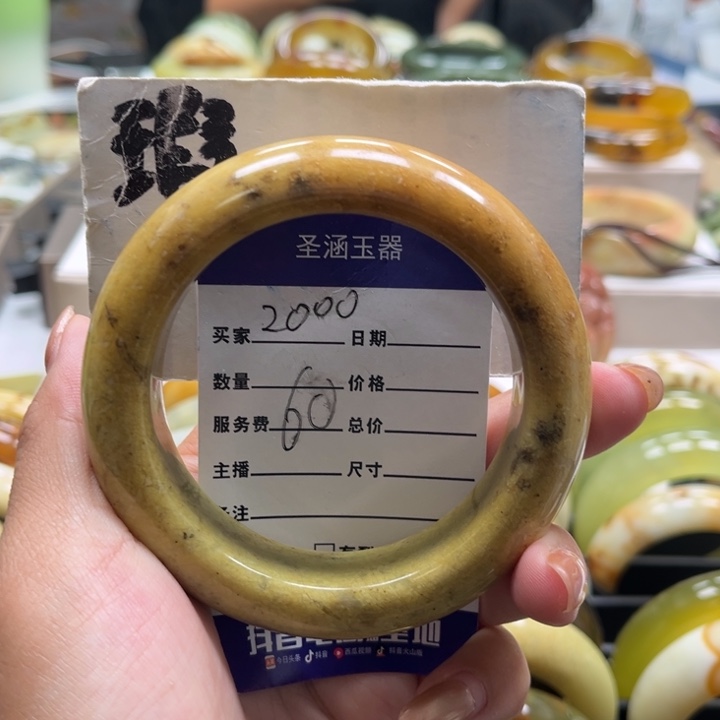 圣涵玉器
2000
买家 日期
数量 价格
60
服务费 总价
主播 尺寸
注
今日头条 抖音 西瓜视频 抖音火山版